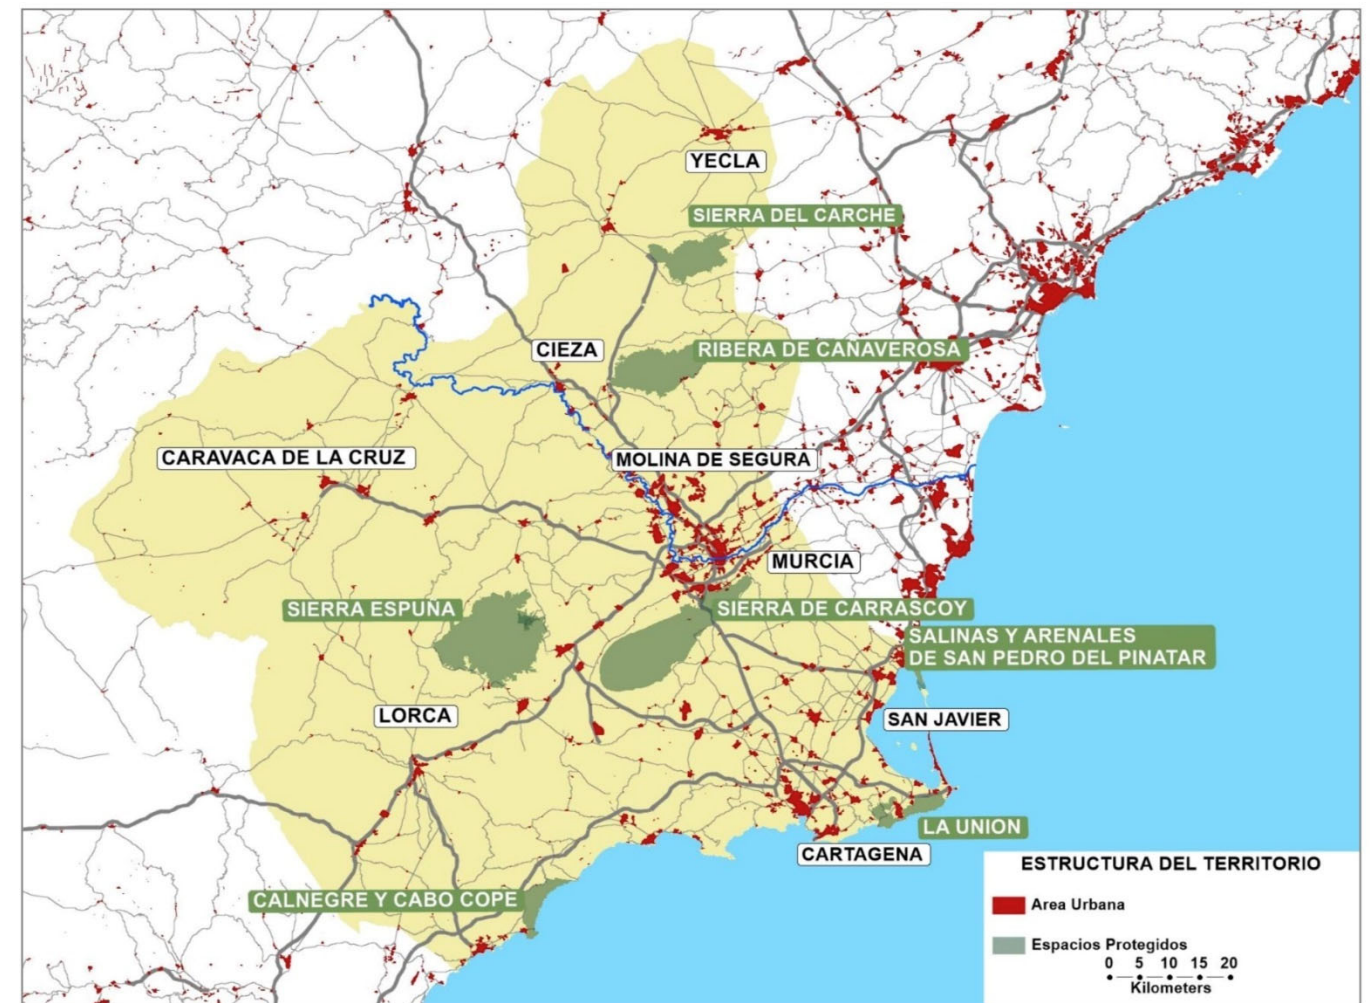 YECLA
SIERRA DEL CARCHE
CIEZA
RIBERA DE CAÑAVEROSA
CARAVACA DE LA CRUZ
MOLINA DE SEGURA
MURCIA
SIERRA ESPUÑA
SIERRA DE CARRASCOY
SALINAS Y ARENALES
DE SAN PEDRO DEL PINATAR
LORCA
SAN JAVIER
LA UNION
CARTAGENA
CALNEGRE Y CABO COPE
ESTRUCTURA DEL TERRITORIO
Area Urbana
Espacios Protegidos
0 5 10 15 20
Kilometers